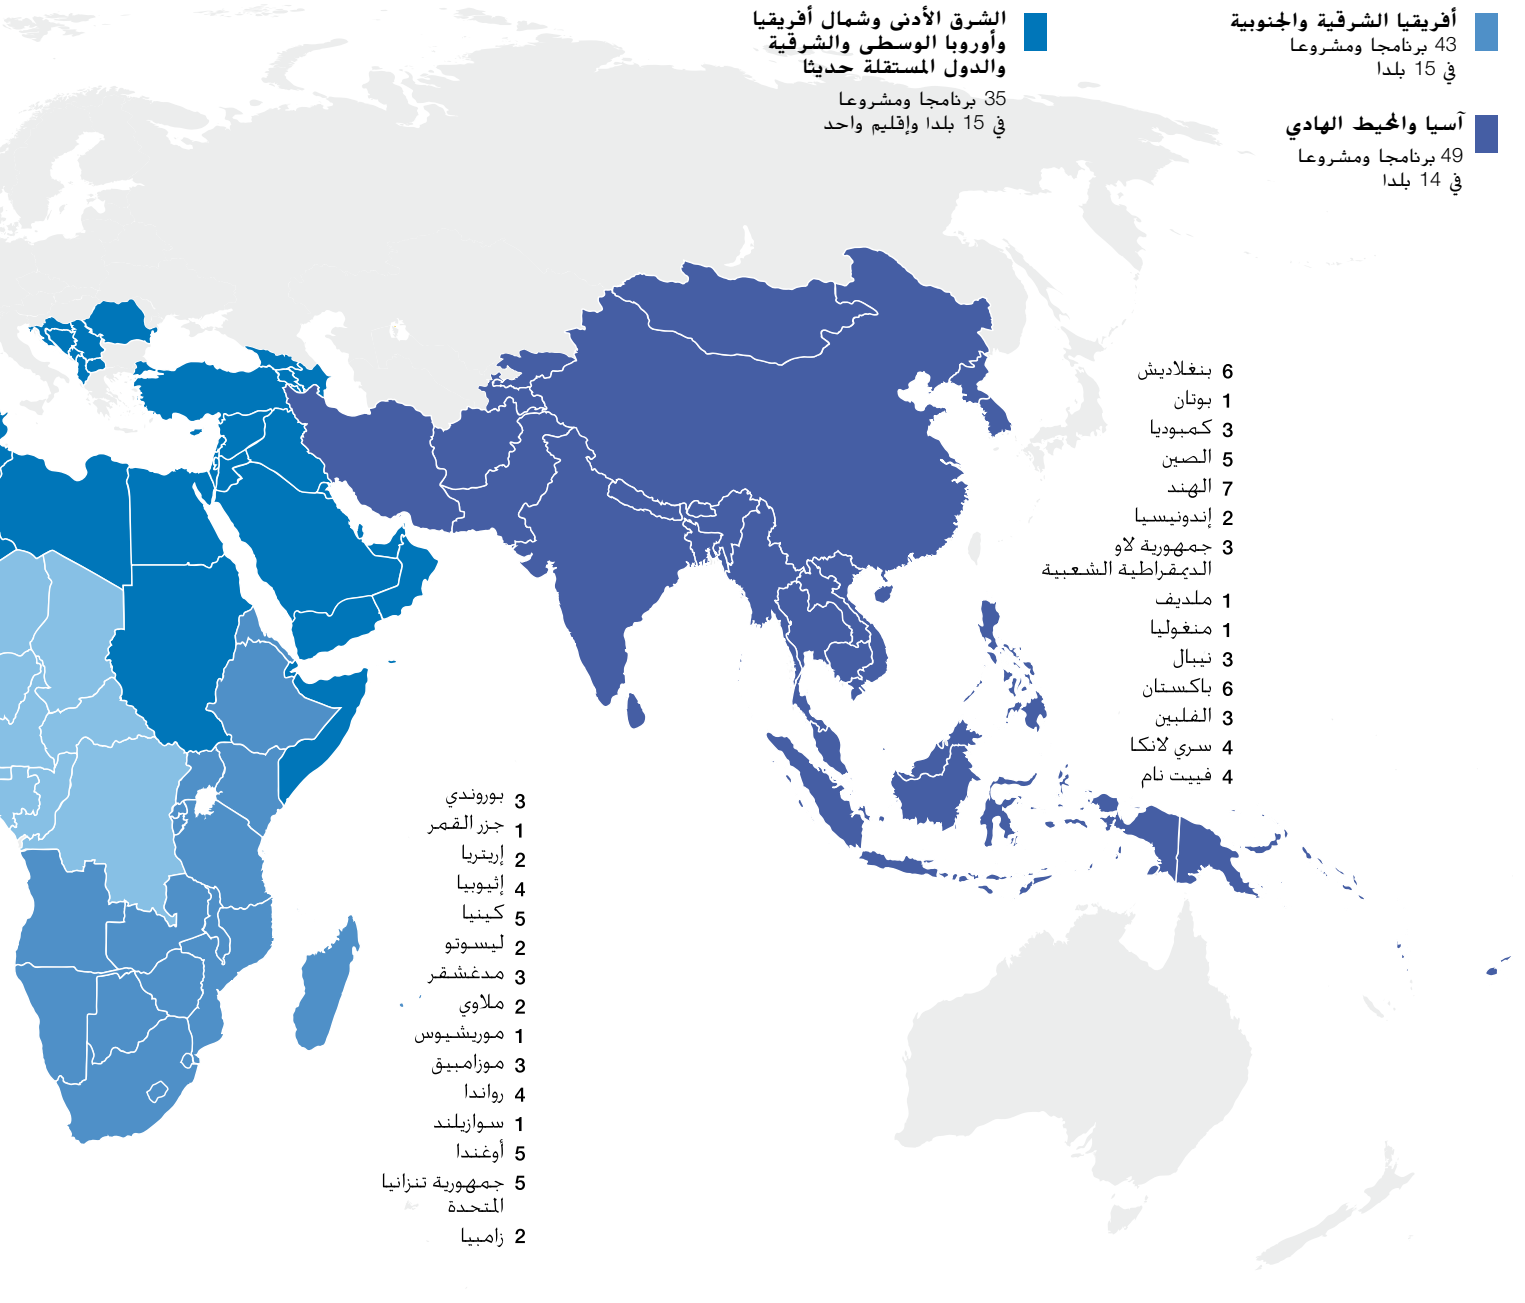 أفريقيا الشرقية والجنوبية
43 برنامجا ومشروعا
في 15 بلدا
آسيا والمحيط الهادي
49 برنامجا ومشروعا
في 14 بلدا
الشرق الأدنى وشمال أفريقيا
وأوروبا الوسطى والشرقية
والدول المستقلة حديثا
35 برنامجا ومشروعا
في 15 بلدا وإقليم واحد
6 بنغلاديش
1 بوتان
3 كمبوديا
5 الصين
7 الهند
2 إندونيسيا
3 جمهورية لاو
الديمقراطية الشعبية
1 ملديف
1 منغوليا
3 نيبال
6 باكستان
3 الفلبين
4 سري لانكا
4 فييت نام
3 بوروندي
1 جزر القمر
2 إريتريا
4 إثيوبيا
5 كينيا
2 ليسوتو
3 مدغشقر
2 ملاوي
1 موريشيوس
3 موزامبيق
4 رواندا
1 سوازيلند
5 أوغندا
5 جمهورية تنزانيا
المتحدة
2 زامبيا